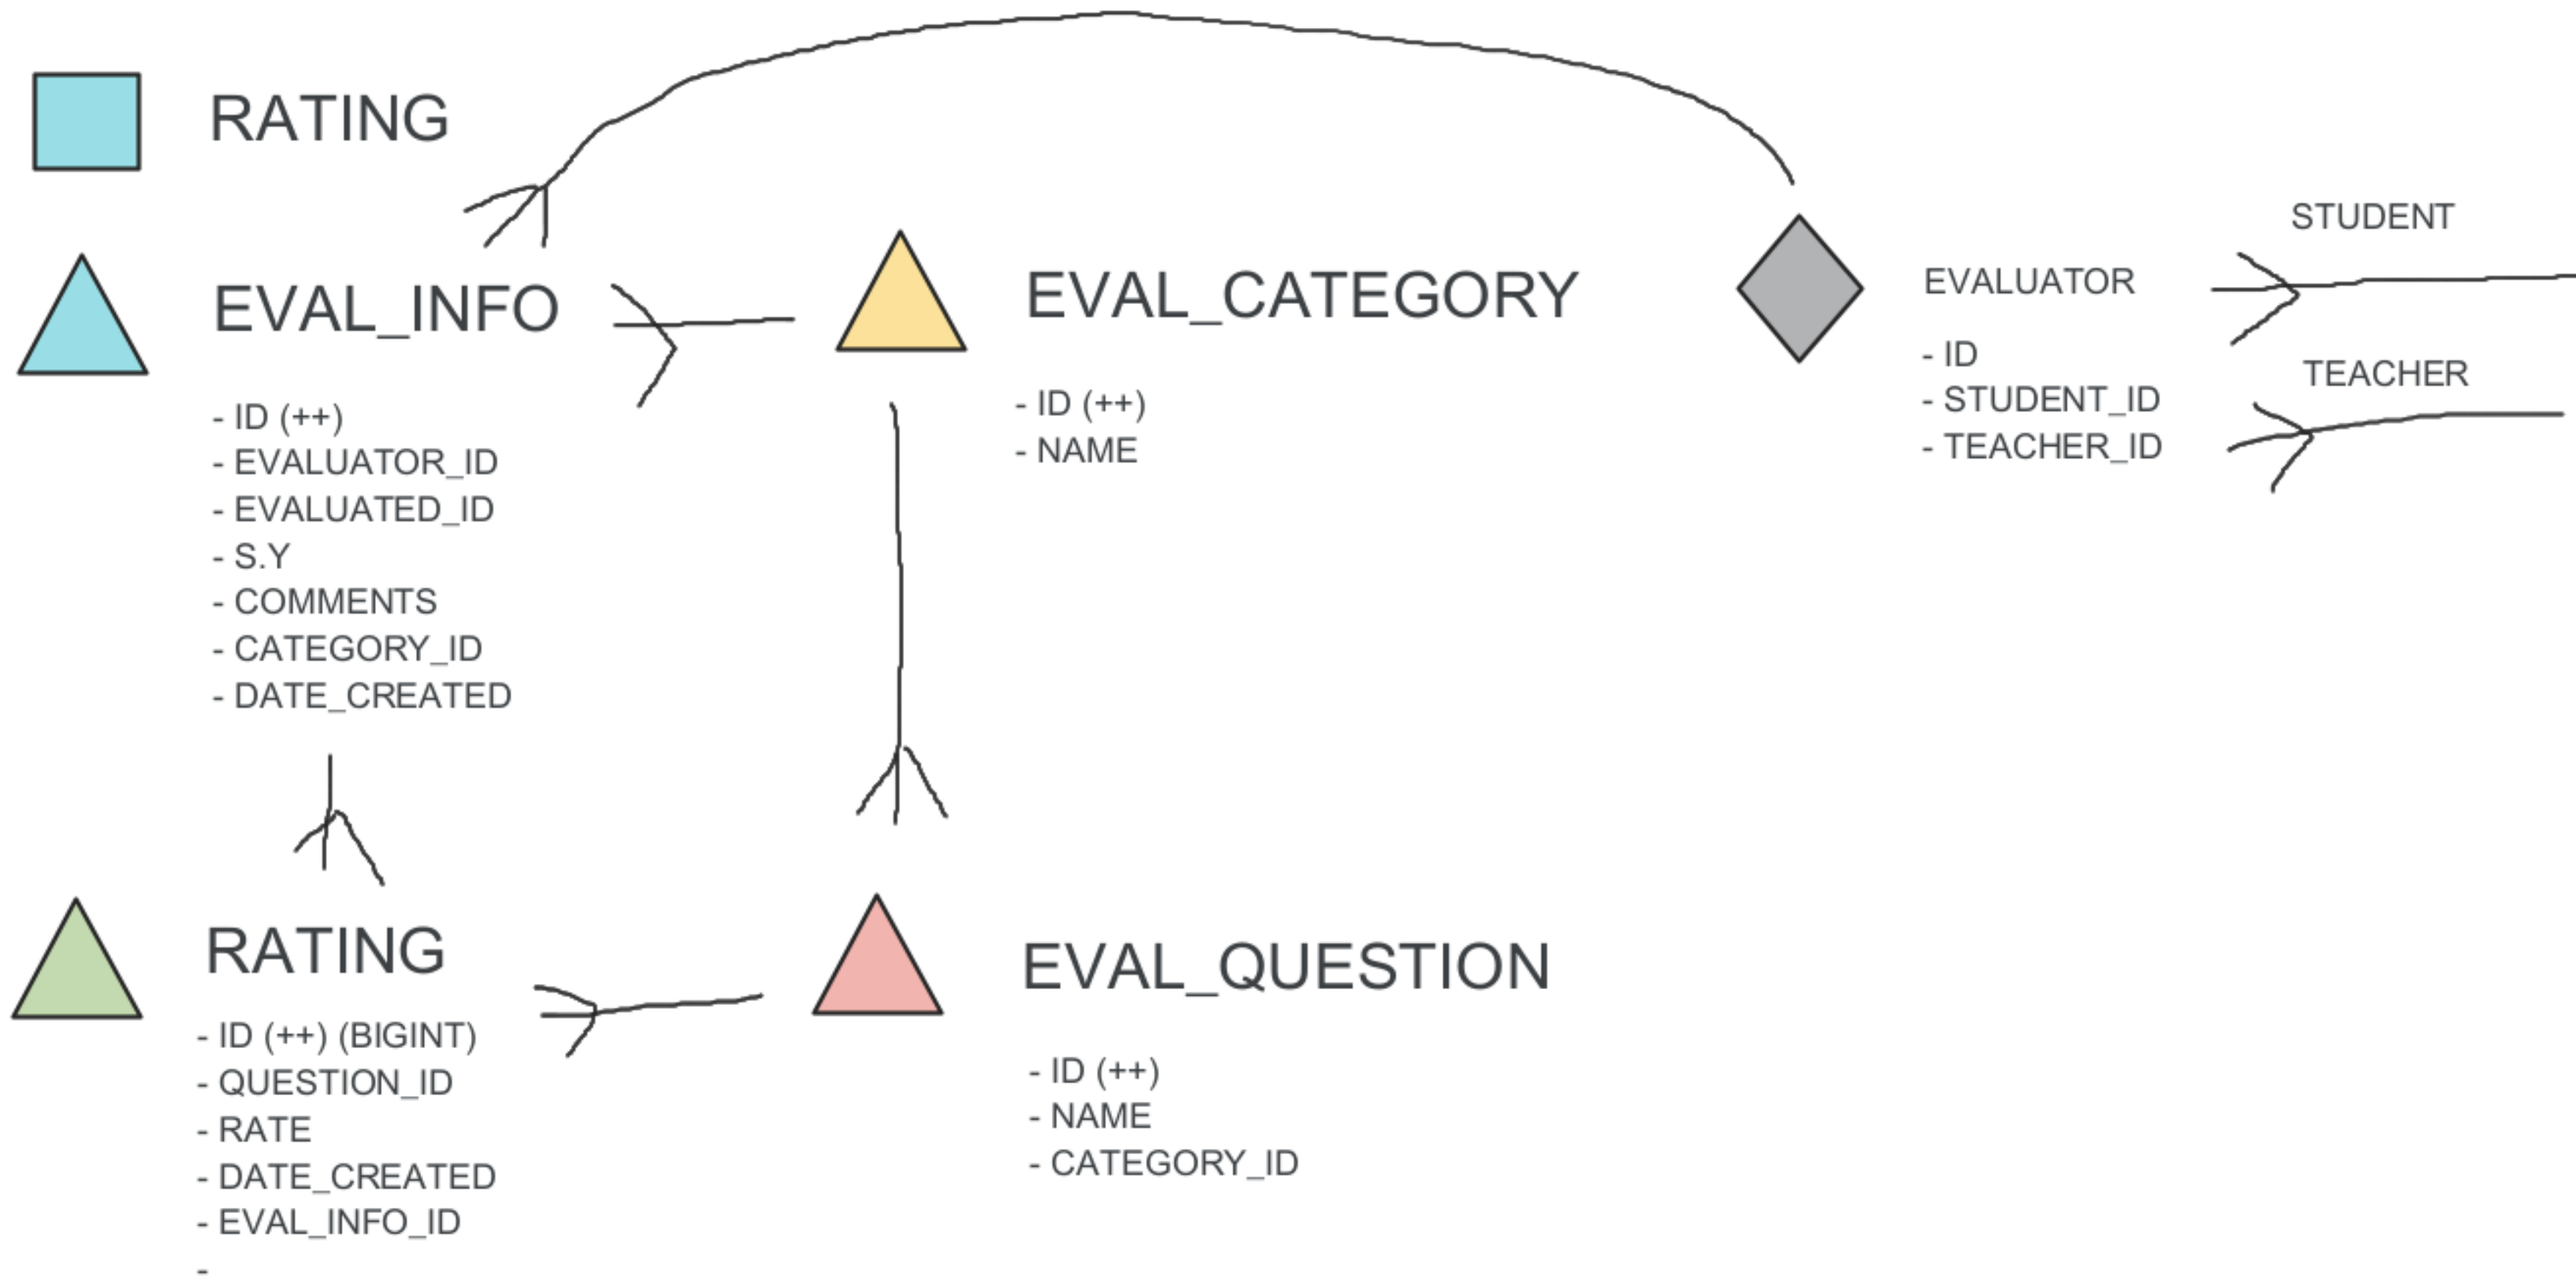 RATING
EVAL_INFO
- ID (++)
- EVALUATOR_ID
- EVALUATED_ID
- S.Y
- COMMENTS
- CATEGORY_ID
- DATE_CREATED
EVAL_CATEGORY
- ID (++)
- NAME
EVALUATOR
- ID
- STUDENT_ID
- TEACHER_ID
STUDENT
TEACHER
RATING
- ID (++) (BIGINT)
- QUESTION_ID
- RATE
- DATE_CREATED
- EVAL_INFO_ID
-
EVAL_QUESTION
- ID (++)
- NAME
- CATEGORY_ID